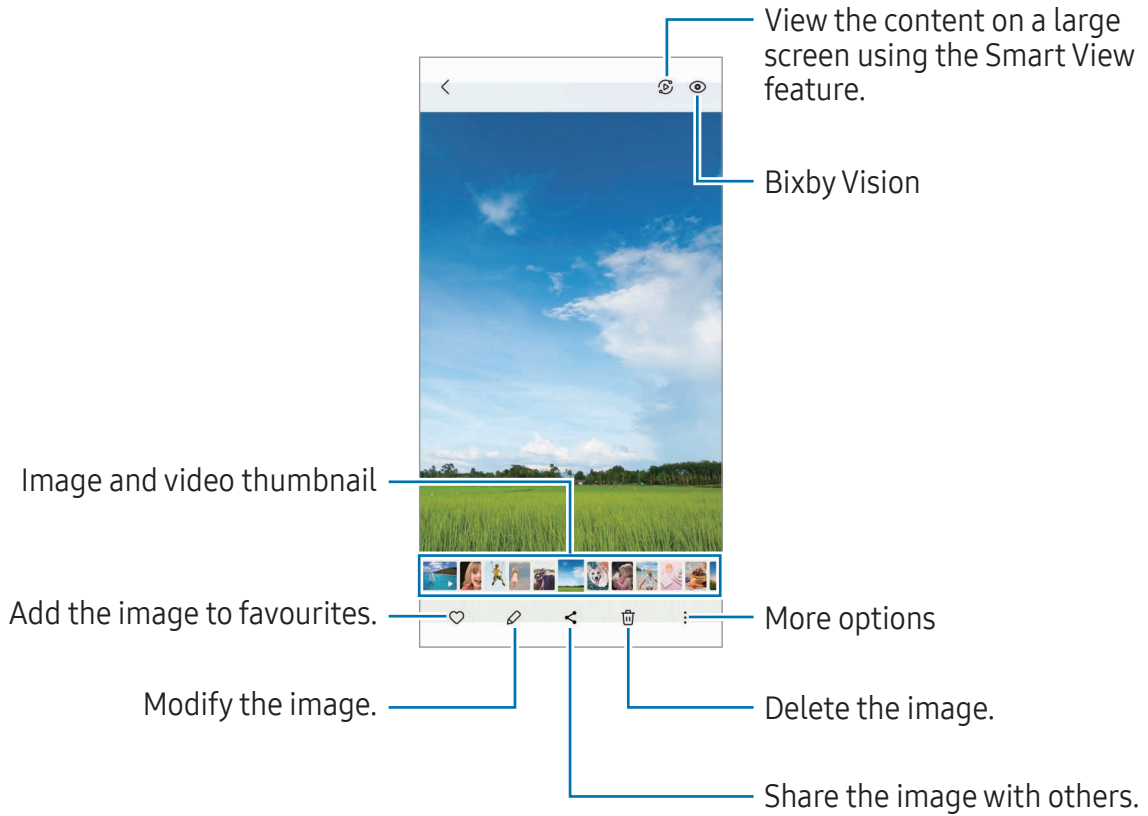 View the content on a large
screen using the Smart View
feature.
Bixby Vision
Image and video thumbnail
Add the image to favourites.
More options
Modify the image.
Delete the image.
Share the image with others.